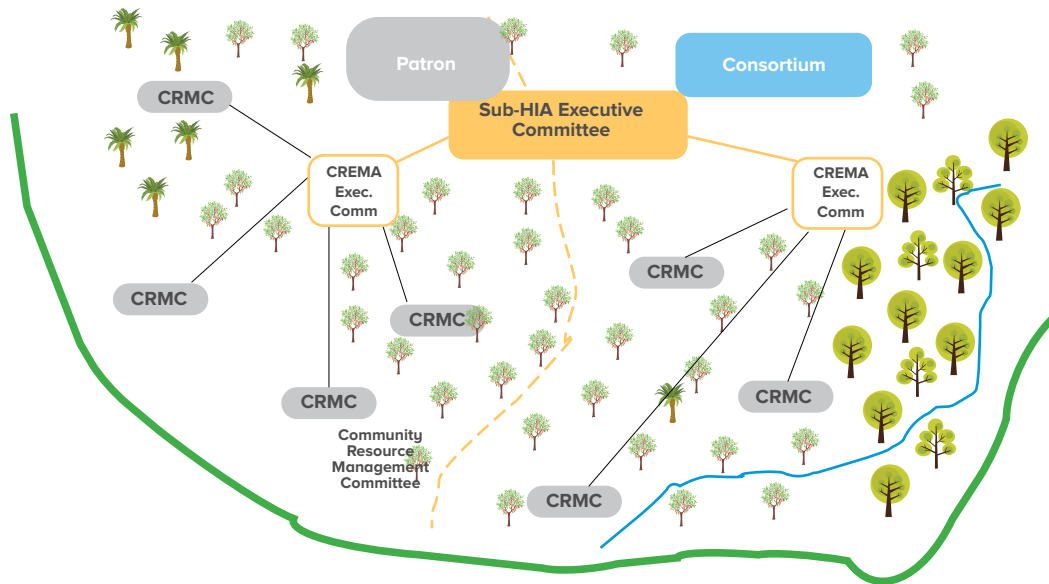 Patron
Consortium
Sub-HIA Executive
Committee
CRMC
CREMA
Exec.
Comm
CREMA
Exec.
Comm
CRMC
CRMC
CRMC
CRMC
CRMC
Community
Resource
Management
Committee
CRMC